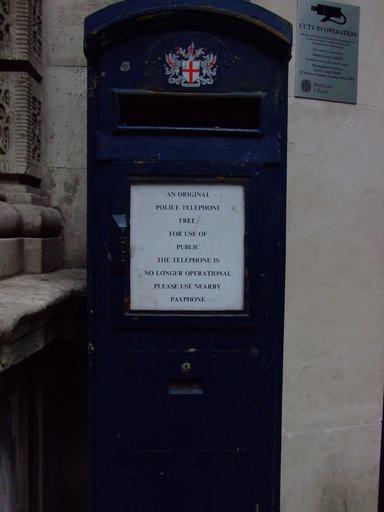 CCTV IN OPERATION
AN ORIGINAL
POLICE TELEPHONE
FREE
FOR USE OF
PUBLIC
THE TELEPHONE IS
NO LONGER OPERATIONAL
PLEASE USE NEARBY
PAYPHONE